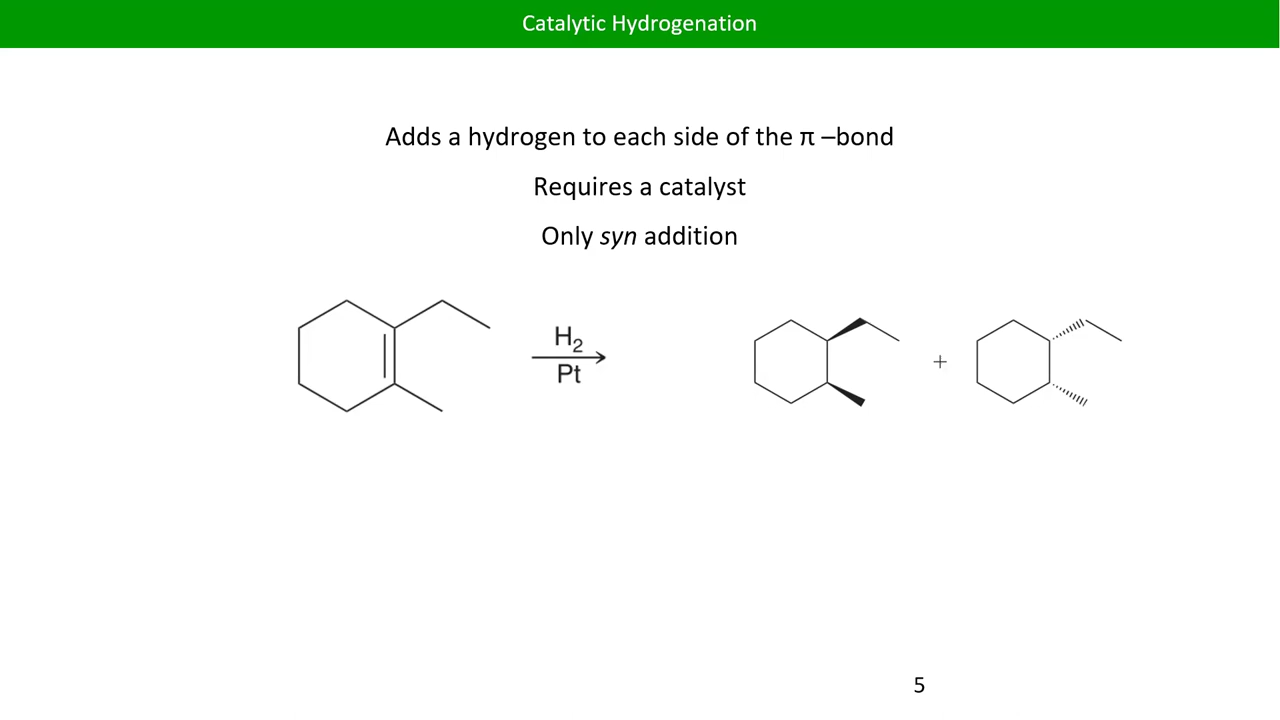 Catalytic Hydrogenation
Adds a hydrogen to each side of the π –bond
Requires a catalyst
Only syn addition
H₂
Pt
+
5